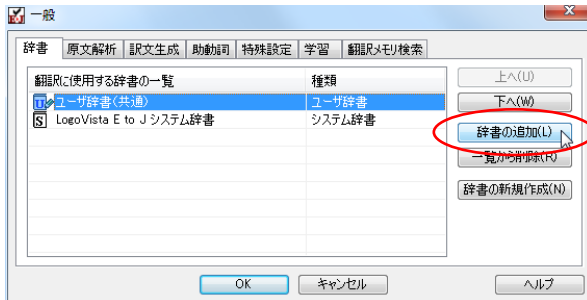 一般
辞書 原文解析 訳文生成 助動詞 特殊設定 学習 翻訳メモリ検索
翻訳に使用する辞書の一覧 種類
ユーザ辞書(共通) ユーザ辞書
LogoVista E to J システム辞書 システム辞書
上へ(U)
下へ(W)
辞書の追加(L)
一覧から削除(R)
辞書の新規作成(N)
OK キャンセル ヘルプ